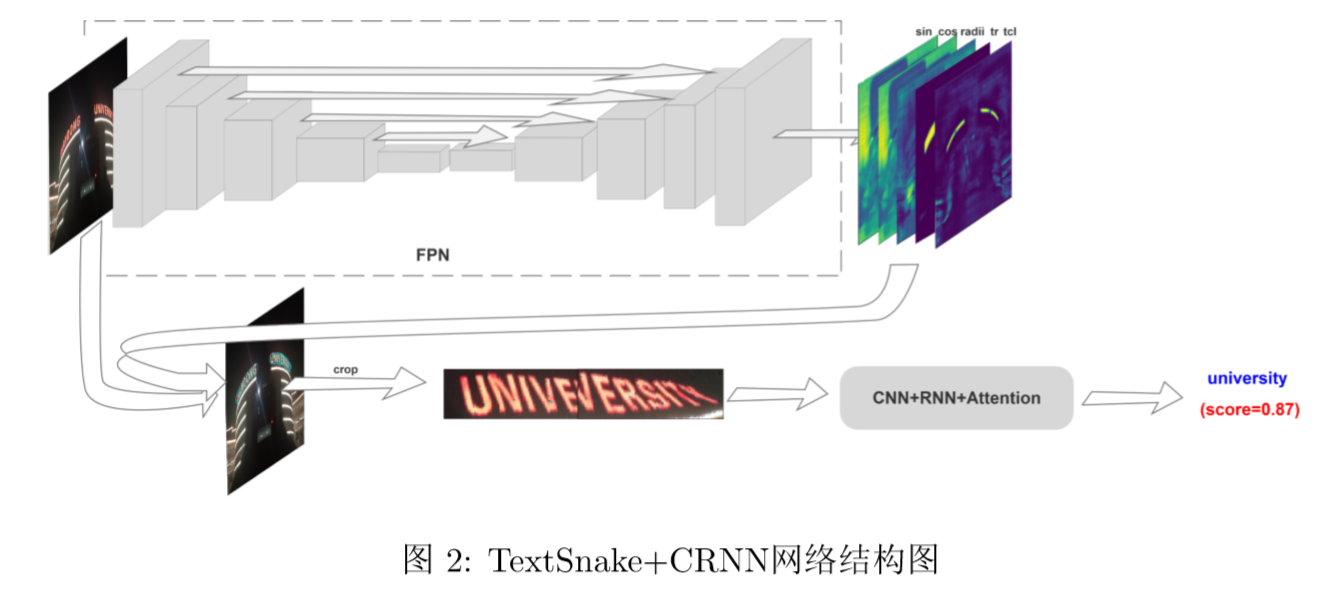 sin cos radii tr tcl
FPN
crop
UNIVEVERSITY
CNN+RNN+Attention
university
(score=0.87)
图 2: TextSnake+CRNN网络结构图